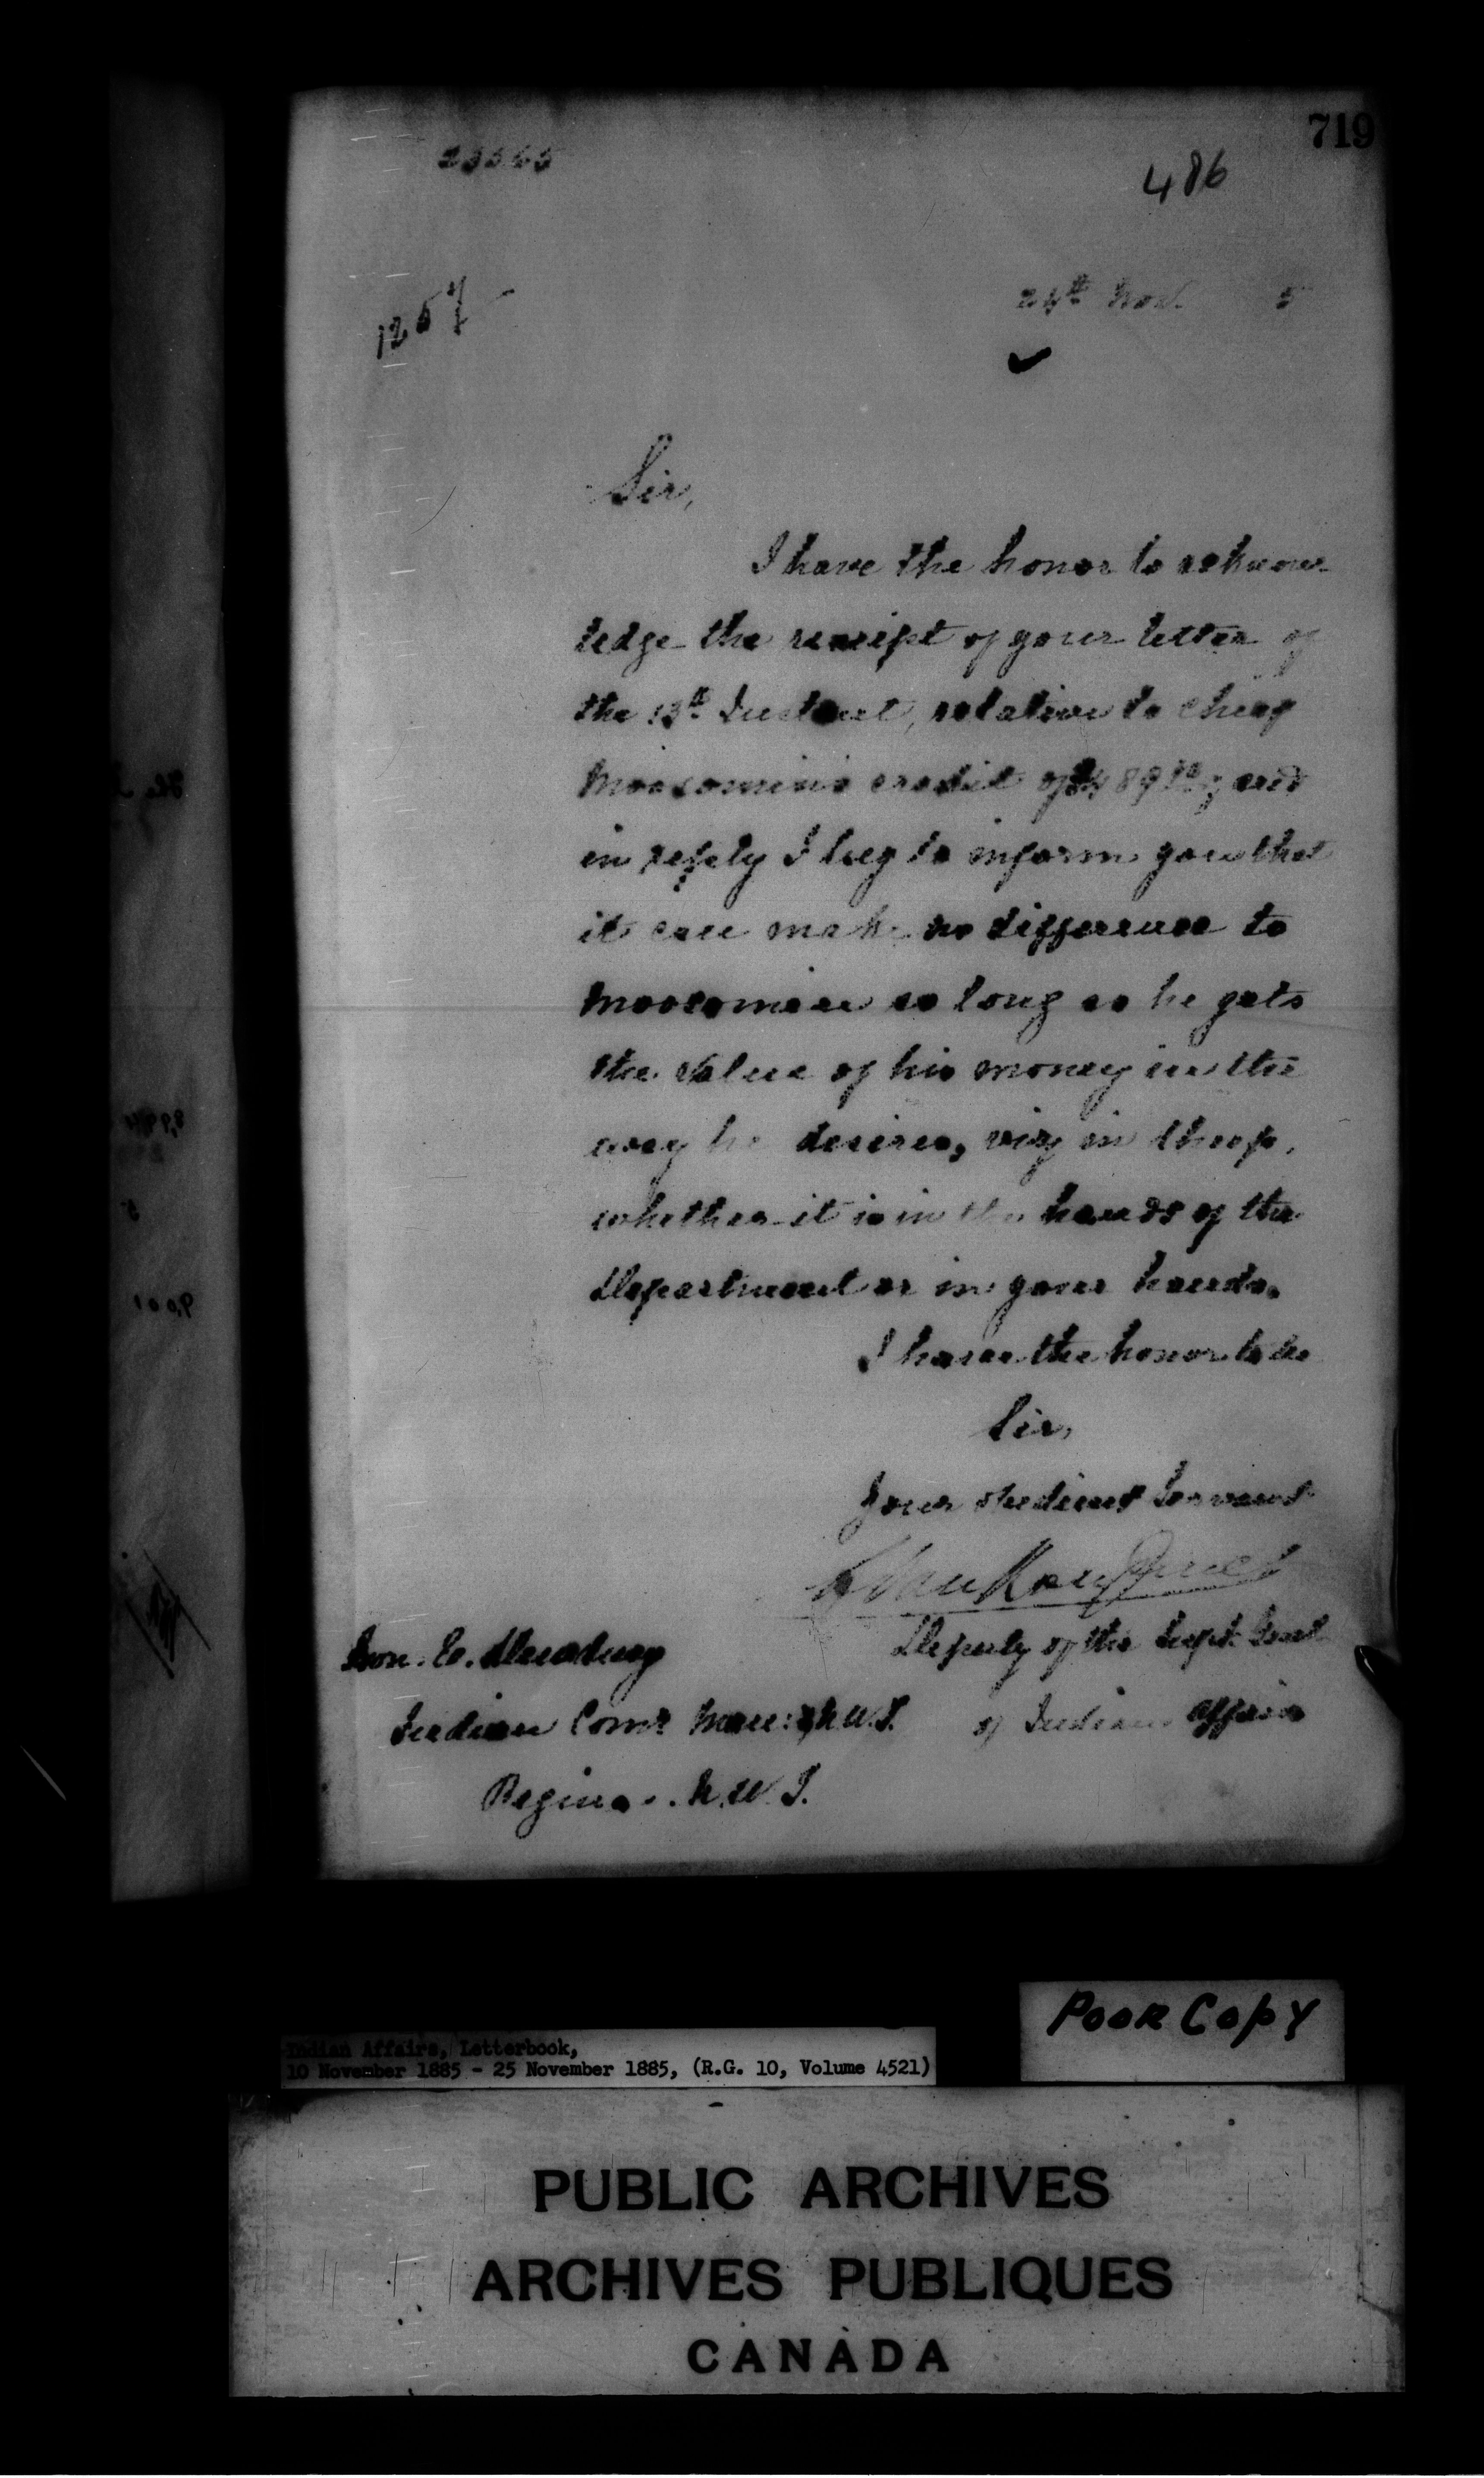 719
486
1257
24th Nov. 5
Sir,
I have the honor to acknow
ledge the receipt of your letter of
the 13th Instant, relative to Chief
Moosomin's credit of and
in reply I beg to inform you that
it can make no difference to
Moosomin so long as he gets
the value of his money in the
way he desires, viz in sheep,
whether it is in the hands of the
Department or in your hands.
I have the honor to be
Sir,
Your obedient Servant
L. VanKoughnet
Deputy of the Supt. Genl
of Indian Affairs
Hon. E. Dewdney
Indian Comr Man: & N.W.T.
Regina. N.W.T.
POOR COPY
Indian Affairs, Letterbook,
10 November 1885 - 25 November 1885, (R.G. 10, Volume 4521)
PUBLIC ARCHIVES
ARCHIVES PUBLIQUES
CANADA